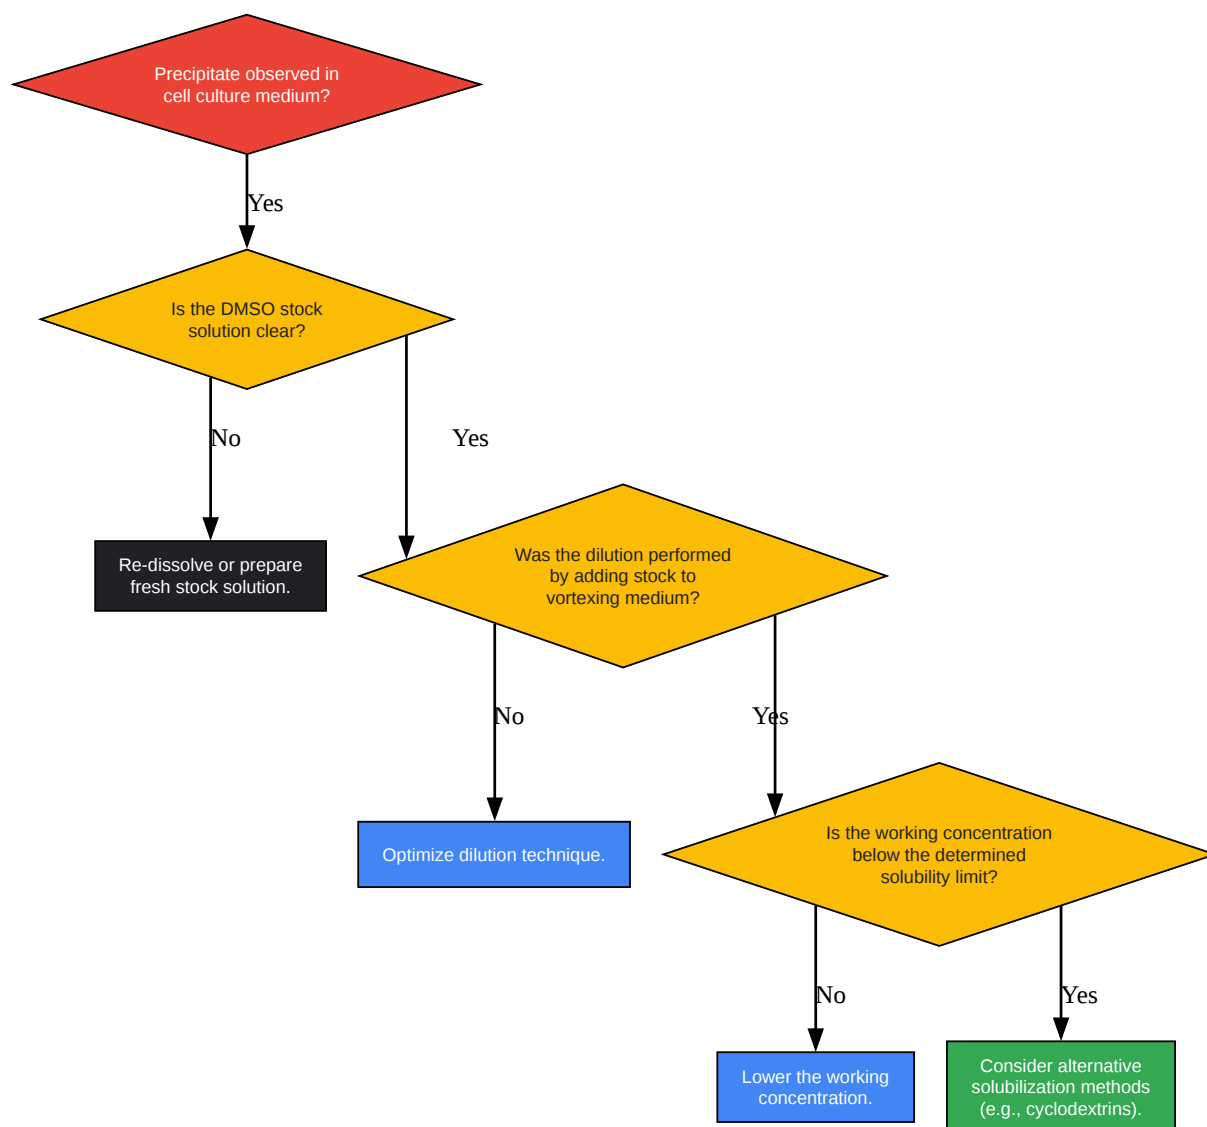 Precipitate observed in
cell culture medium?
Yes
Is the DMSO stock
solution clear?
No
Yes
Re-dissolve or prepare
fresh stock solution.
Was the dilution performed
by adding stock to
vortexing medium?
No
Yes
Optimize dilution technique.
Is the working concentration
below the determined
solubility limit?
No
Yes
Lower the working
concentration.
Consider alternative
solubilization methods
(e.g., cyclodextrins).